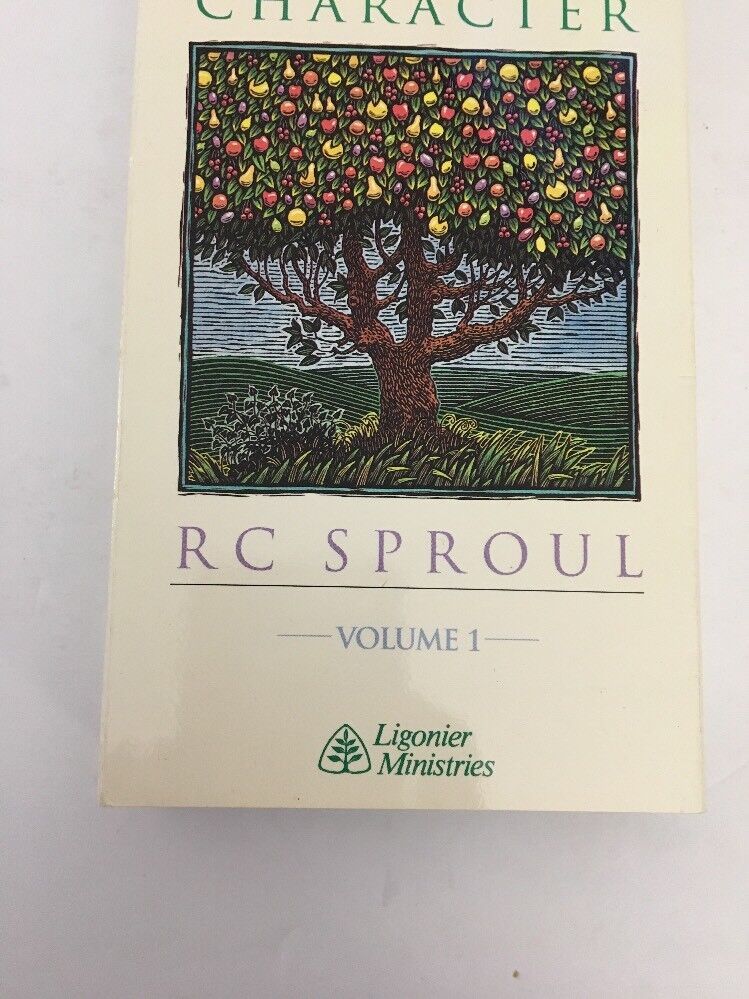 CHARACTER
RC SPROUL
VOLUME 1
Ligonier
Ministries